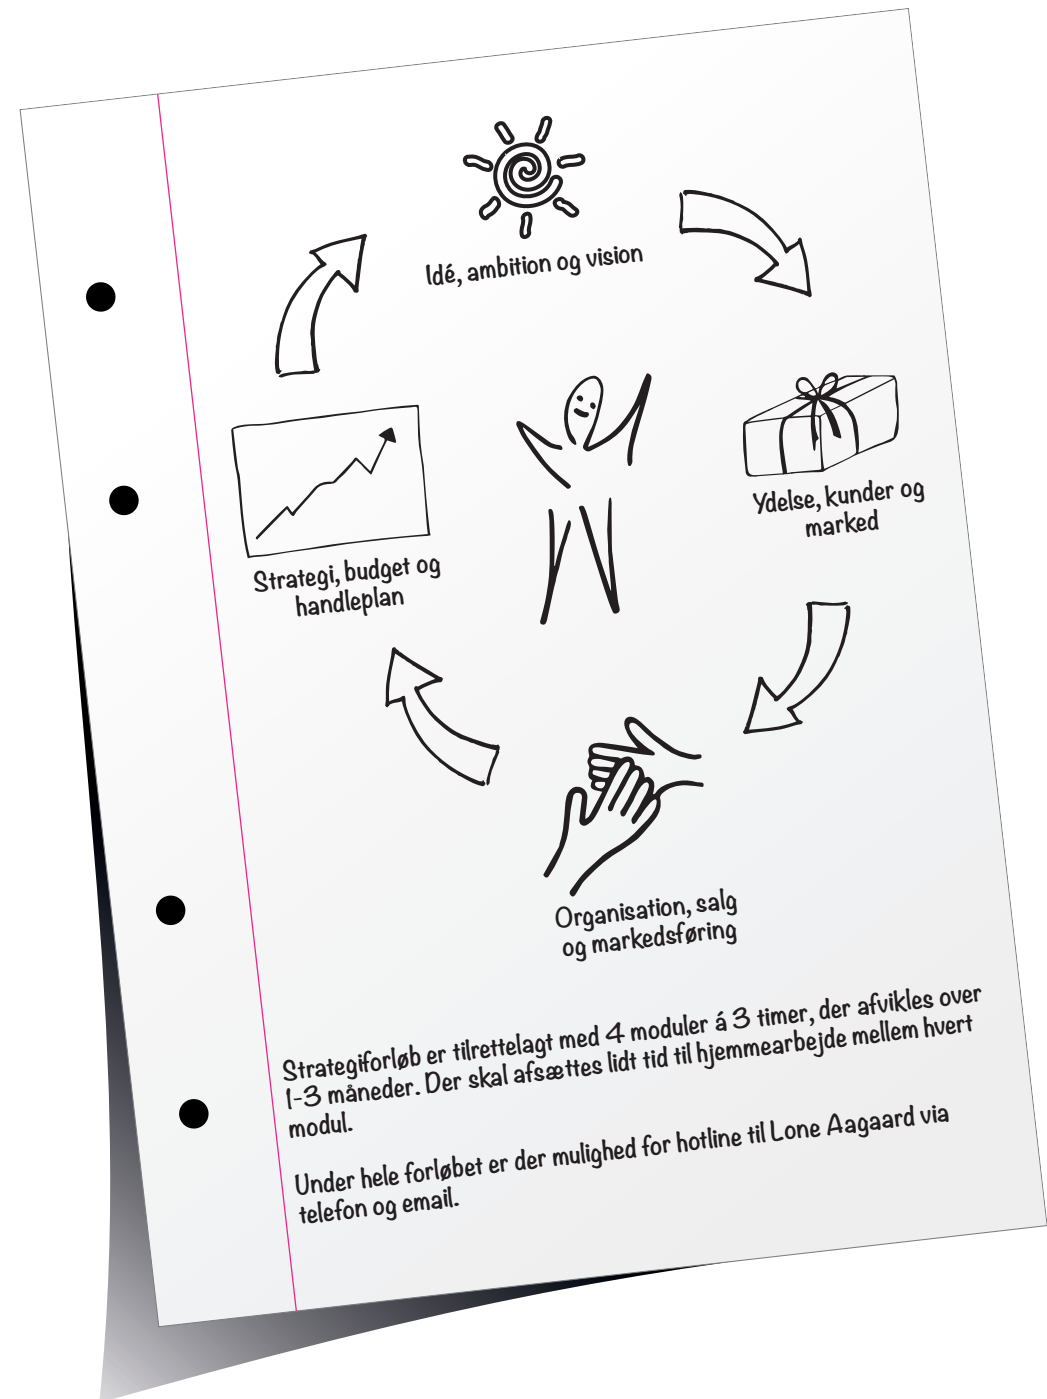 Idé, ambition og vision
Ydelse, kunder og
marked
Strategi, budget og
handleplan
Organisation, salg
og markedsføring
Strategiforløb er tilrettelagt med 4 moduler á 3 timer, der afvikles over
1-3 måneder. Der skal afsættes lidt tid til hjemmearbejde mellem hvert
modul.
Under hele forløbet er der mulighed for hotline til Lone Aagaard via
telefon og email.